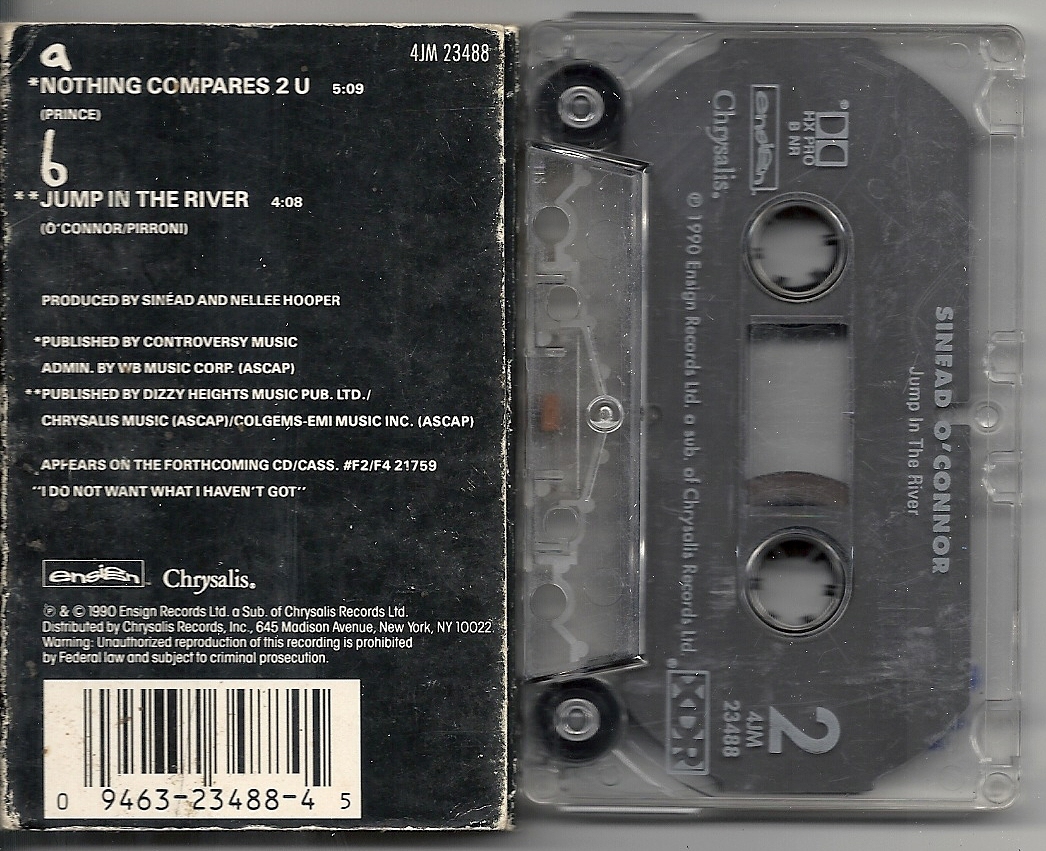 a
4JM 23488
*NOTHING COMPARES 2 U 5:09
(PRINCE)
b
**JUMP IN THE RIVER 4:08
(O'CONNOR/PIRRONI)
PRODUCED BY SINÉAD AND NELLEE HOOPER
*PUBLISHED BY CONTROVERSY MUSIC
ADMIN. BY WB MUSIC CORP. (ASCAP)
**PUBLISHED BY DIZZY HEIGHTS MUSIC PUB. LTD./
CHRYSALIS MUSIC (ASCAP)/COLGEMS-EMI MUSIC INC. (ASCAP)
APPEARS ON THE FORTHCOMING CD/CASS. #F2/F4 21759
"I DO NOT WANT WHAT I HAVEN'T GOT"
ensign Chrysalis®
℗ & © 1990 Ensign Records Ltd. a Sub. of Chrysalis Records Ltd.
Distributed by Chrysalis Records, Inc., 645 Madison Avenue, New York, NY 10022.
Warning: Unauthorized reproduction of this recording is prohibited
by Federal law and subject to criminal prosecution.
0 9463-23488-4 5
SINEAD O'CONNOR
Jump In The River
®
HX PRO
B NR
ensign
Chrysalis®
℗ 1990 Ensign Records Ltd. a sub. of Chrysalis Records Ltd.
2
4JM
23488
XDR®